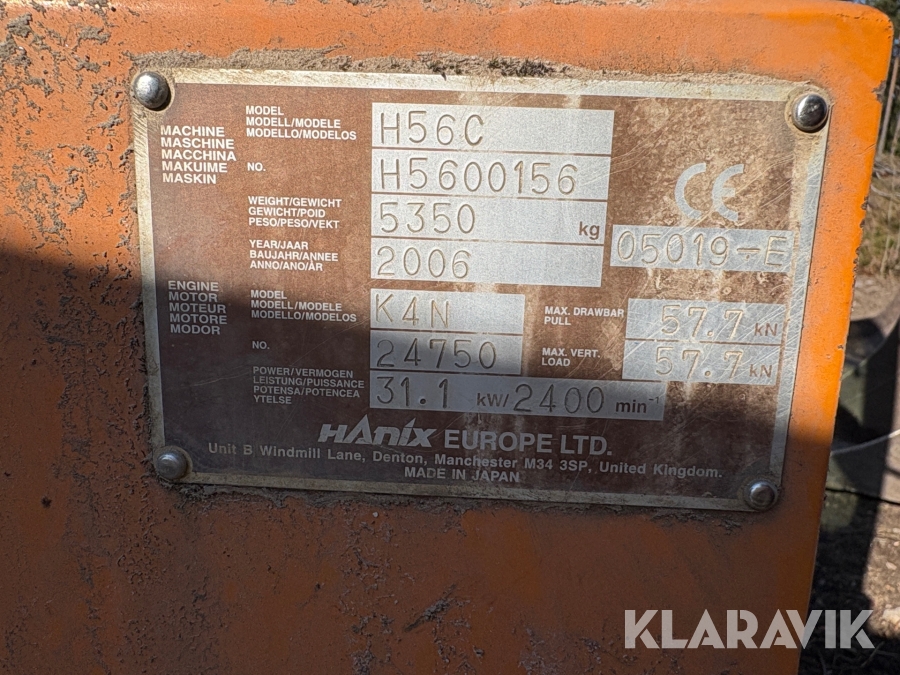 MACHINE
MASCHINE
MACCHINA
MAKUIME
MASKIN
MODEL
MODELL/MODELE
MODELLO/MODELOS
H56C
NO.
H5600156
WEIGHT/GEWICHT
GEWICHT/POID
PESO/PESO/VEKT
5350 kg
YEAR/JAAR
BAUJAHR/ANNEE
ANNO/ANO/ÅR
2006
CE
05019-E
ENGINE
MOTOR
MOTEUR
MOTORE
MODOR
MODEL
MODELL/MODELE
MODELLO/MODELOS
K4N
MAX. DRAWBAR
PULL
57.7 kN
NO.
24750
MAX. VERT.
LOAD
57.7 kN
POWER/VERMOGEN
LEISTUNG/PUISSANCE
POTENSA/POTENCEA
YTELSE
31.1 kW/ 2400 min⁻¹
HANIX EUROPE LTD.
Unit B Windmill Lane, Denton, Manchester M34 3SP, United Kingdom.
MADE IN JAPAN
KLARAVIK